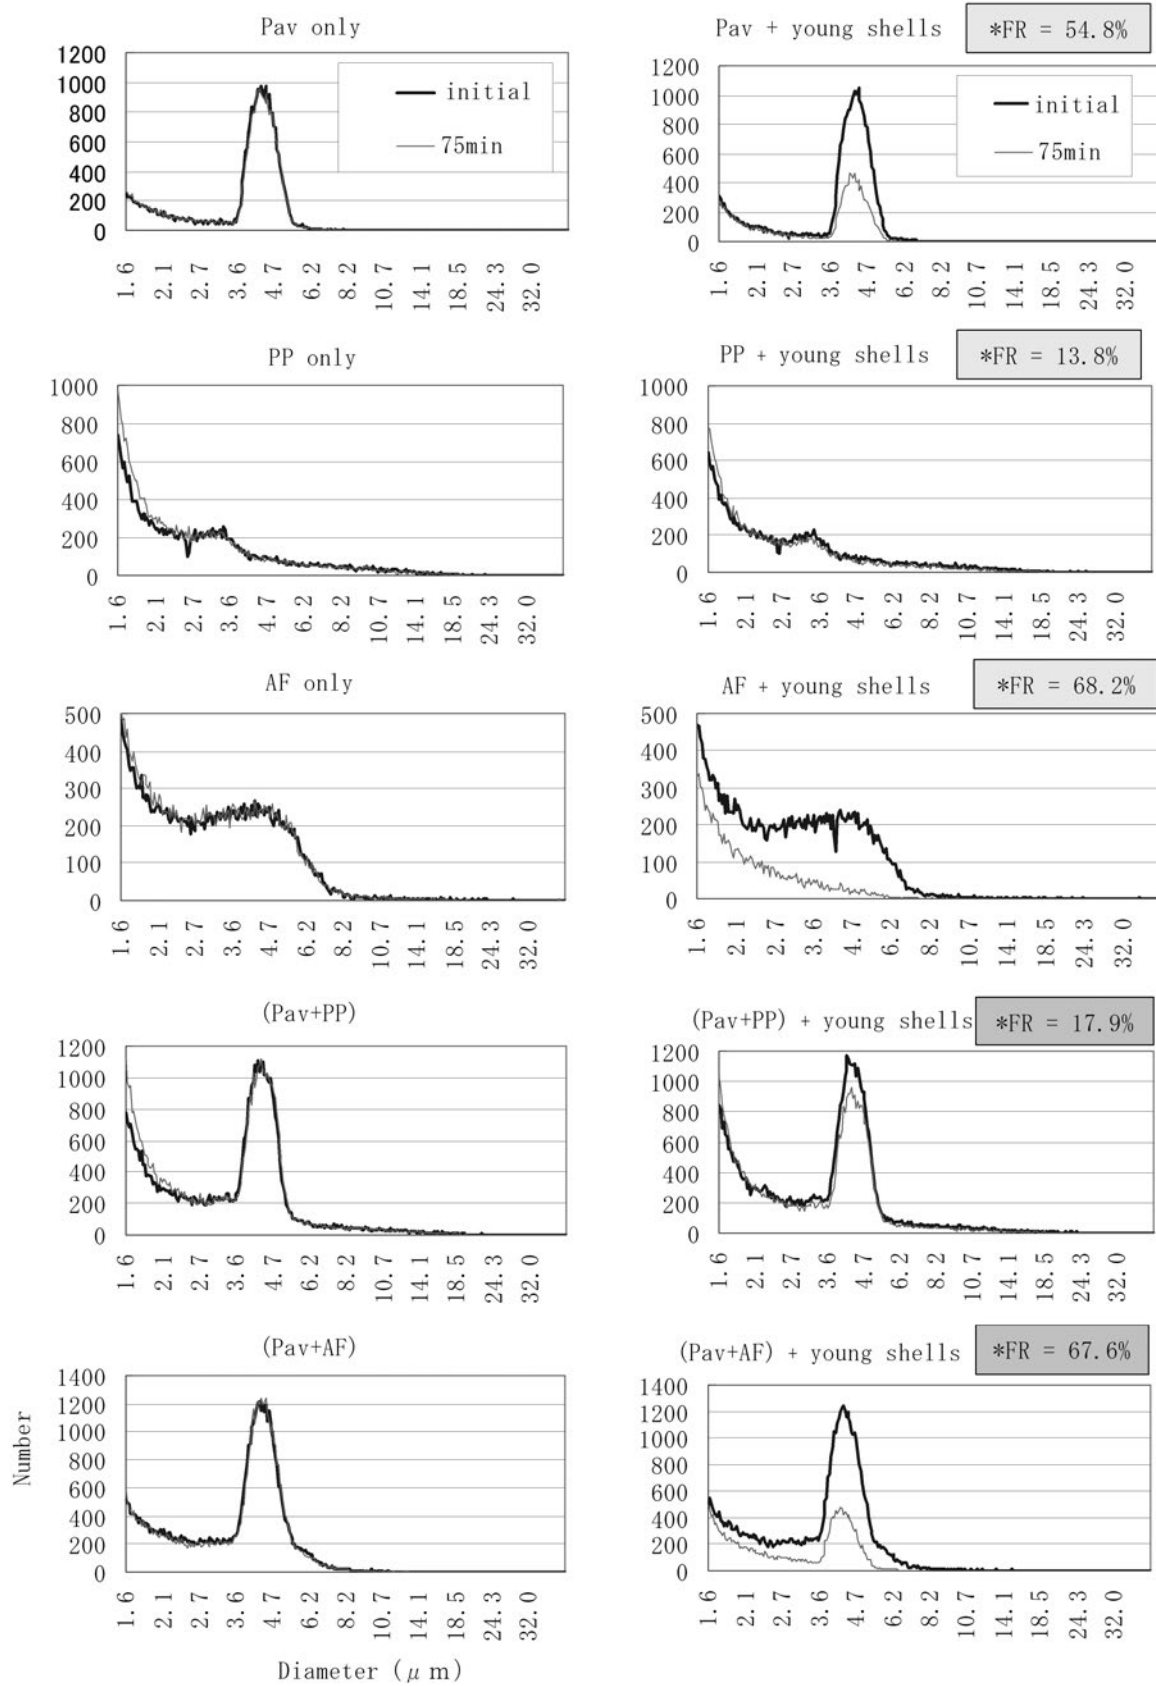 Pav only
1200
1000
800
600
400
200
0
initial
75min
1.6 2.1 2.7 3.6 4.7 6.2 8.2 10.7 14.1 18.5 24.3 32.0
Pav + young shells
*FR = 54.8%
1200
1000
800
600
400
200
0
initial
75min
1.6 2.1 2.7 3.6 4.7 6.2 8.2 10.7 14.1 18.5 24.3 32.0
PP only
1000
800
600
400
200
0
1.6 2.1 2.7 3.6 4.7 6.2 8.2 10.7 14.1 18.5 24.3 32.0
PP + young shells
*FR = 13.8%
1000
800
600
400
200
0
1.6 2.1 2.7 3.6 4.7 6.2 8.2 10.7 14.1 18.5 24.3 32.0
AF only
500
400
300
200
100
0
1.6 2.1 2.7 3.6 4.7 6.2 8.2 10.7 14.1 18.5 24.3 32.0
AF + young shells
*FR = 68.2%
500
400
300
200
100
0
1.6 2.1 2.7 3.6 4.7 6.2 8.2 10.7 14.1 18.5 24.3 32.0
(Pav+PP)
1200
1000
800
600
400
200
0
1.6 2.1 2.7 3.6 4.7 6.2 8.2 10.7 14.1 18.5 24.3 32.0
(Pav+PP) + young shells
*FR = 17.9%
1200
1000
800
600
400
200
0
1.6 2.1 2.7 3.6 4.7 6.2 8.2 10.7 14.1 18.5 24.3 32.0
(Pav+AF)
1400
1200
1000
800
600
400
200
0
1.6 2.1 2.7 3.6 4.7 6.2 8.2 10.7 14.1 18.5 24.3 32.0
Number
Diameter (μm)
(Pav+AF) + young shells
*FR = 67.6%
1400
1200
1000
800
600
400
200
0
1.6 2.1 2.7 3.6 4.7 6.2 8.2 10.7 14.1 18.5 24.3 32.0